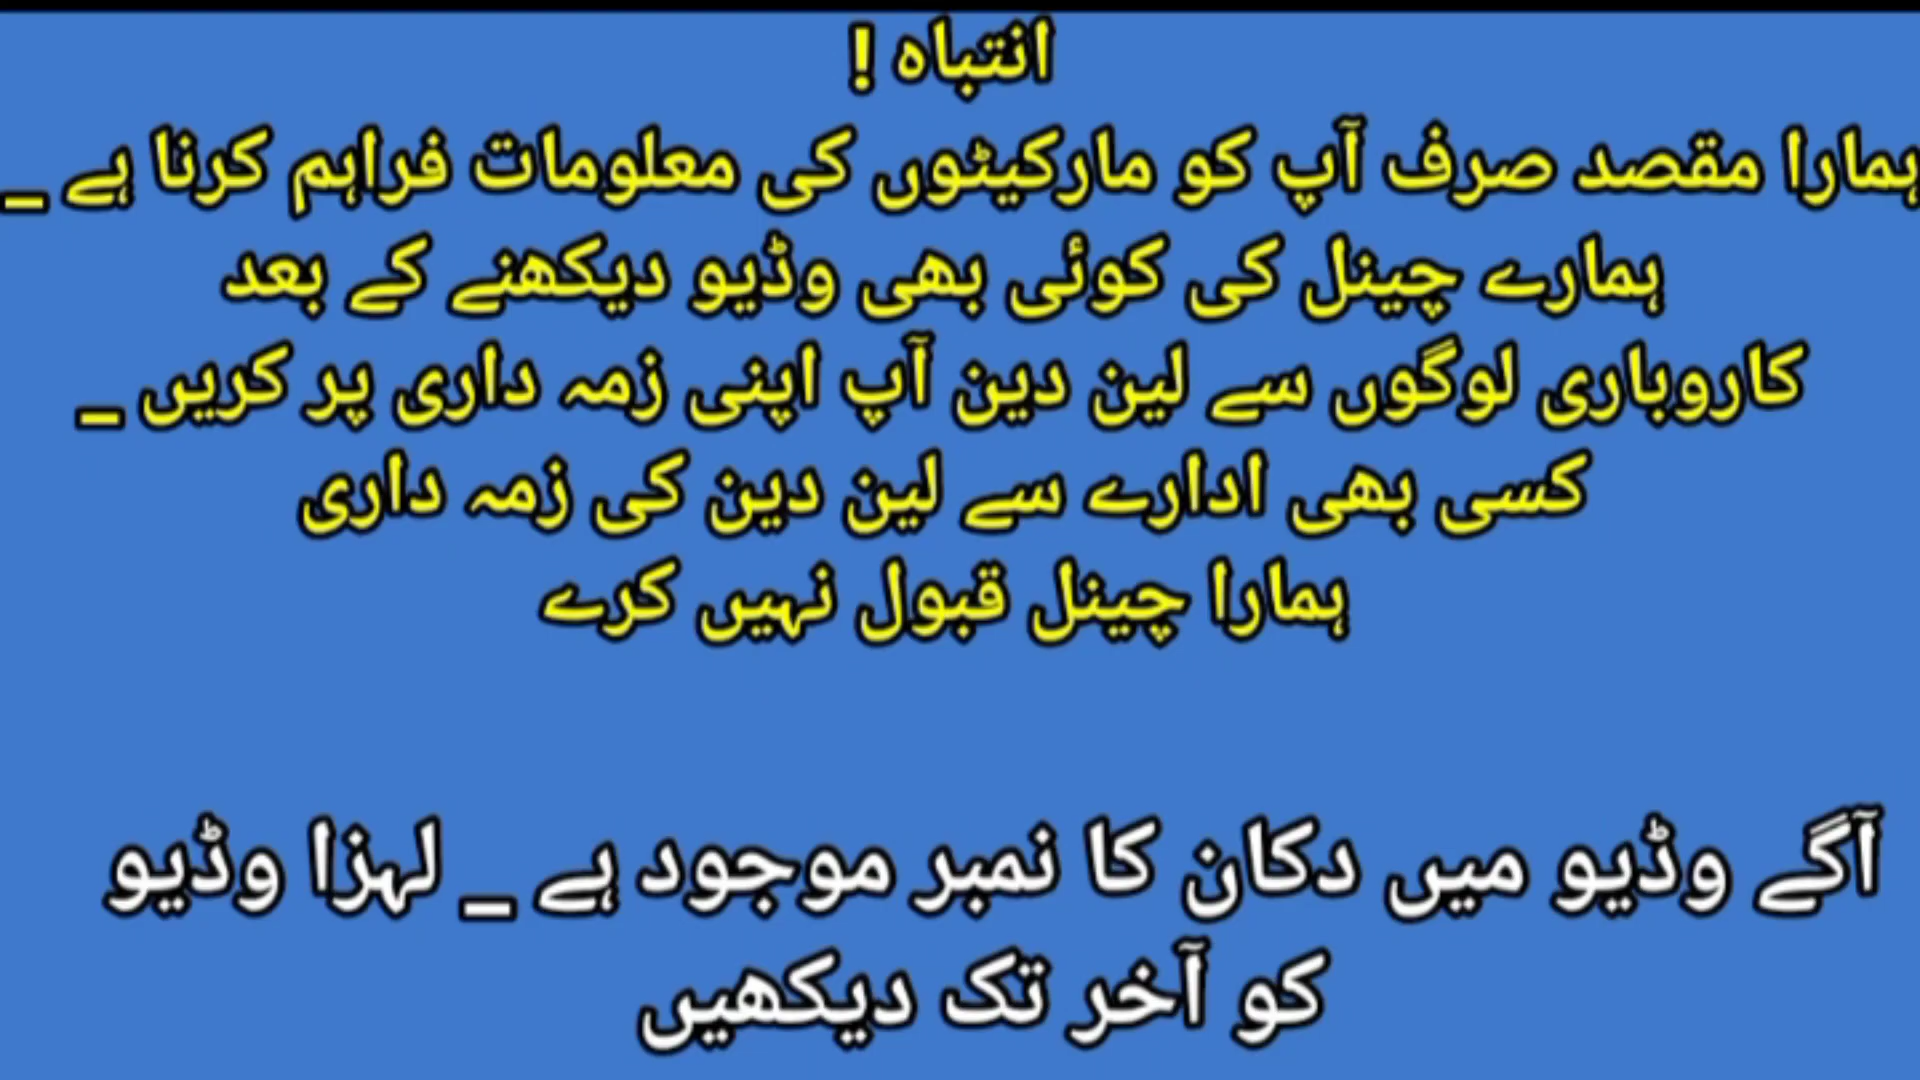 انتباہ !
ہمارا مقصد صرف آپ کو مارکیٹوں کی معلومات فراہم کرنا ہے _
ہمارے چینل کی کوئی بھی وڈیو دیکھنے کے بعد
کاروباری لوگوں سے لین دین آپ اپنی زمہ داری پر کریں _
کسی بھی ادارے سے لین دین کی زمہ داری
ہمارا چینل قبول نہیں کرے
آگے وڈیو میں دکان کا نمبر موجود ہے _ لہزا وڈیو
کو آخر تک دیکھیں